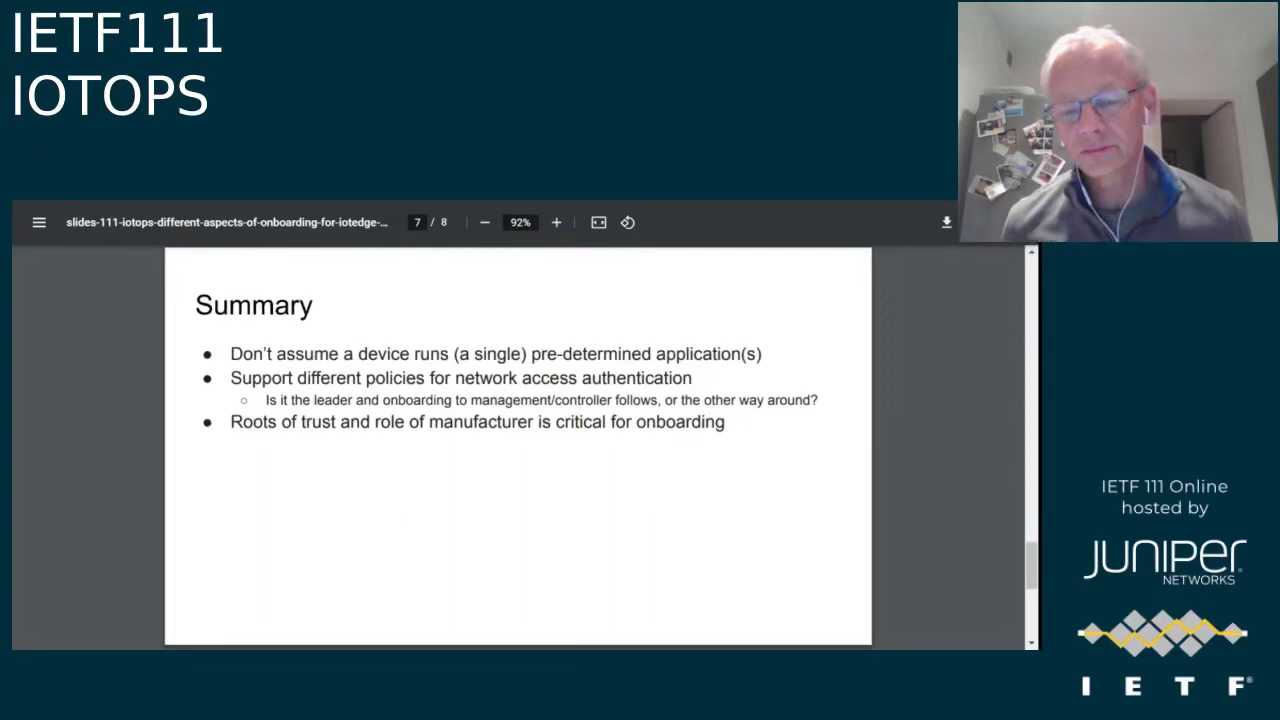 IETF111
IOTOPS
slides-111-iotops-different-aspects-of-onboarding-for-iotedge-...
7 / 8
92%
Summary
● Don't assume a device runs (a single) pre-determined application(s)
● Support different policies for network access authentication
○ Is it the leader and onboarding to management/controller follows, or the other way around?
● Roots of trust and role of manufacturer is critical for onboarding
IETF 111 Online
hosted by
JUNIPER
NETWORKS
I E T F®